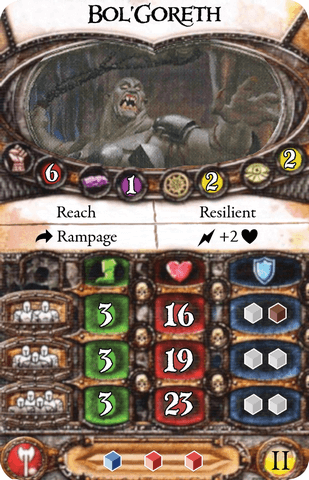 BOL'GORETH
6 1 2 2
Reach Resilient
Rampage +2
3 16
3 19
3 23
II